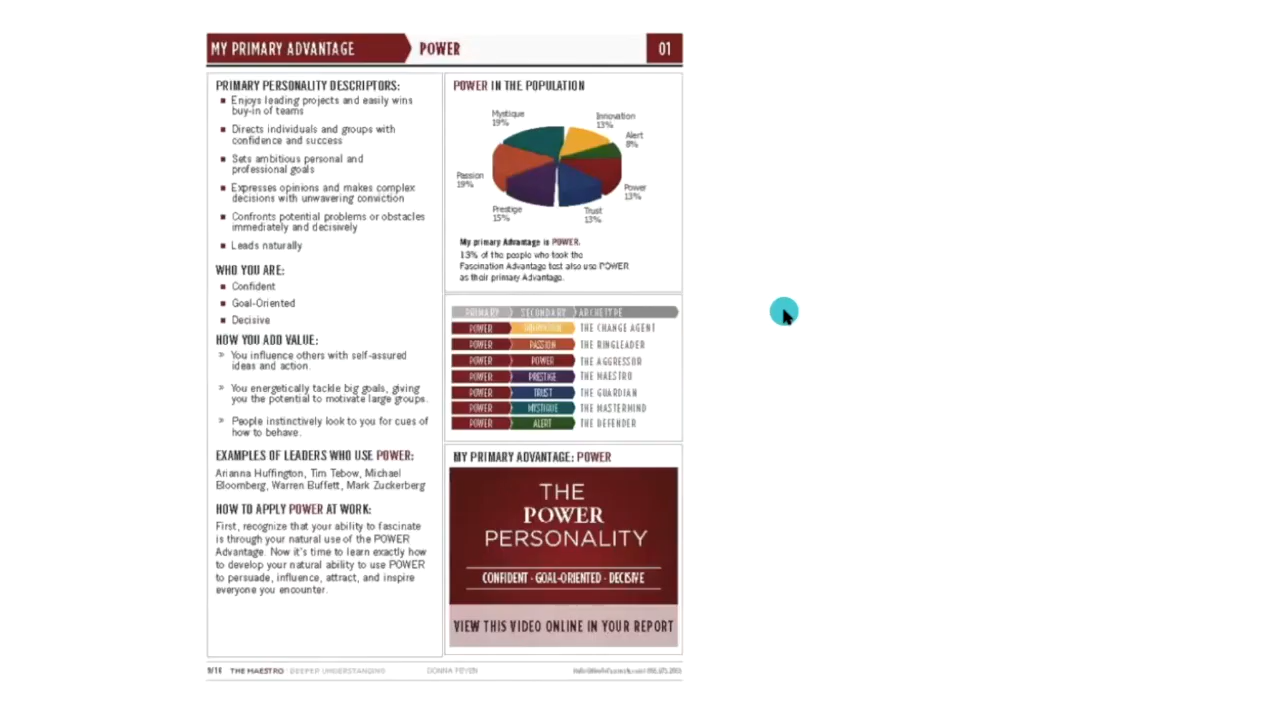 MY PRIMARY ADVANTAGE
POWER
01
PRIMARY PERSONALITY DESCRIPTORS:
Enjoys leading projects and easily wins
buy-in of teams
Directs individuals and groups with
confidence and success
Sets ambitious personal and
professional goals
Expresses opinions and makes complex
decisions with unwavering conviction
Confronts potential problems or obstacles
immediately and decisively
Leads naturally
WHO YOU ARE:
Confident
Goal-Oriented
Decisive
HOW YOU ADD VALUE:
» You influence others with self-assured
ideas and action.
» You energetically tackle big goals, giving
you the potential to motivate large groups.
» People instinctively look to you for cues of
how to behave.
EXAMPLES OF LEADERS WHO USE POWER:
Arianna Huffington, Tim Tebow, Michael
Bloomberg, Warren Buffett, Mark Zuckerberg
HOW TO APPLY POWER AT WORK:
First, recognize that your ability to fascinate
is through your natural use of the POWER
Advantage. Now it's time to learn exactly how
to develop your natural ability to use POWER
to persuade, influence, attract, and inspire
everyone you encounter.
POWER IN THE POPULATION
Mystique
19%
Innovation
13%
Alert
8%
Passion
19%
Power
13%
Prestige
15%
Trust
13%
My primary Advantage is POWER.
13% of the people who took the
Fascination Advantage test also use POWER
as their primary Advantage.
PRIMARY SECONDARY ARCHETYPE
POWER INNOVATION THE CHANGE AGENT
POWER PASSION THE RINGLEADER
POWER POWER THE AGGRESSOR
POWER PRESTIGE THE MAESTRO
POWER TRUST THE GUARDIAN
POWER MYSTIQUE THE MASTERMIND
POWER ALERT THE DEFENDER
MY PRIMARY ADVANTAGE: POWER
THE
POWER
PERSONALITY
CONFIDENT · GOAL-ORIENTED · DECISIVE
VIEW THIS VIDEO ONLINE IN YOUR REPORT
THE MAESTRO | DEEPER UNDERSTANDING
DONNA